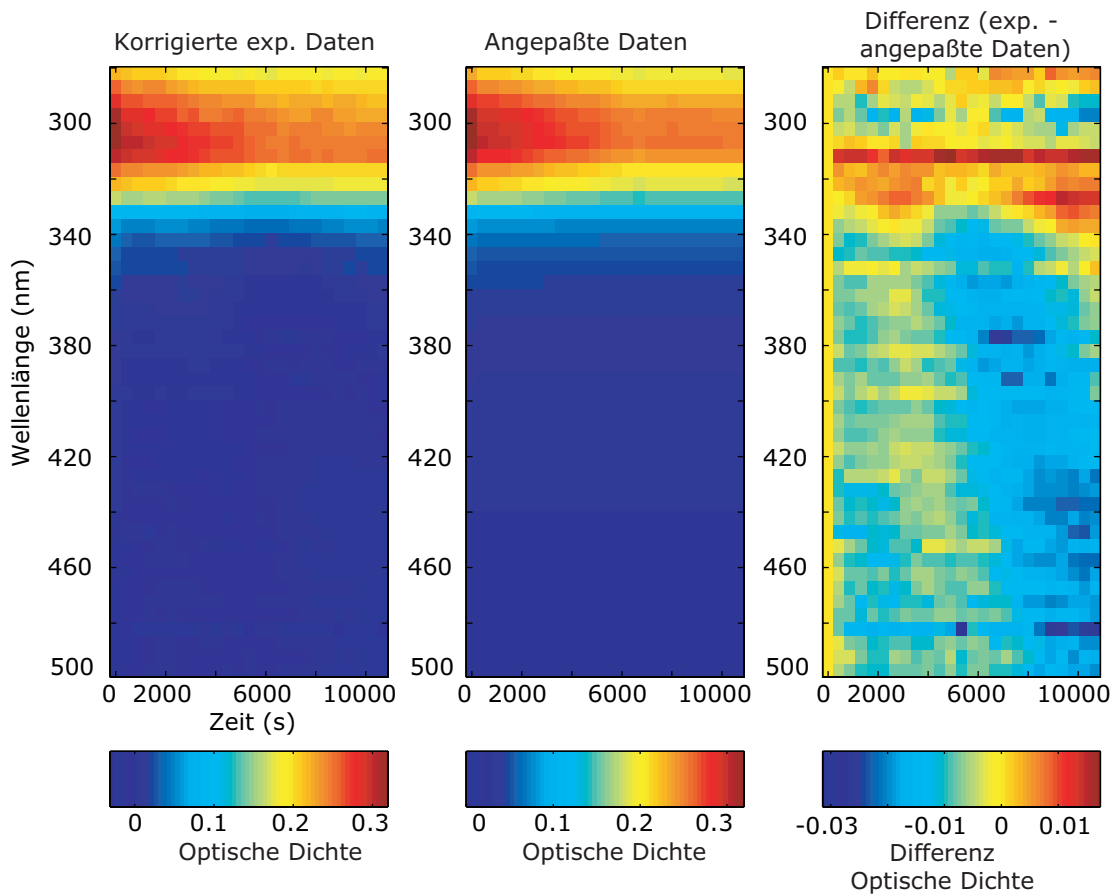 Korrigierte exp. Daten
Angepaßte Daten
Differenz (exp. -
angepaßte Daten)
Wellenlänge (nm)
300
340
380
420
460
500
300
340
380
420
460
500
300
340
380
420
460
500
0 2000 6000 10000
Zeit (s)
0 2000 6000 10000
0 2000 6000 10000
0 0.1 0.2 0.3
Optische Dichte
0 0.1 0.2 0.3
Optische Dichte
-0.03 -0.01 0 0.01
Differenz
Optische Dichte